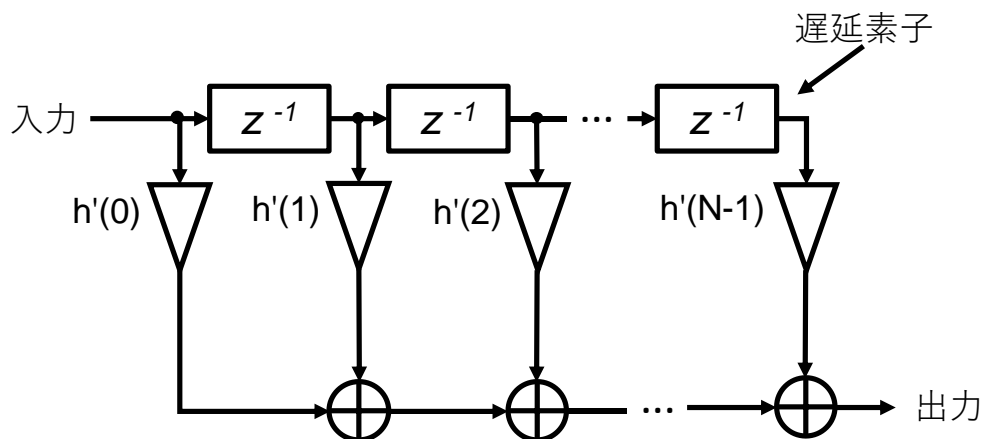 遅延素子
入力
z⁻¹
z⁻¹
...
z⁻¹
h'(0)
h'(1)
h'(2)
h'(N-1)
...
出力